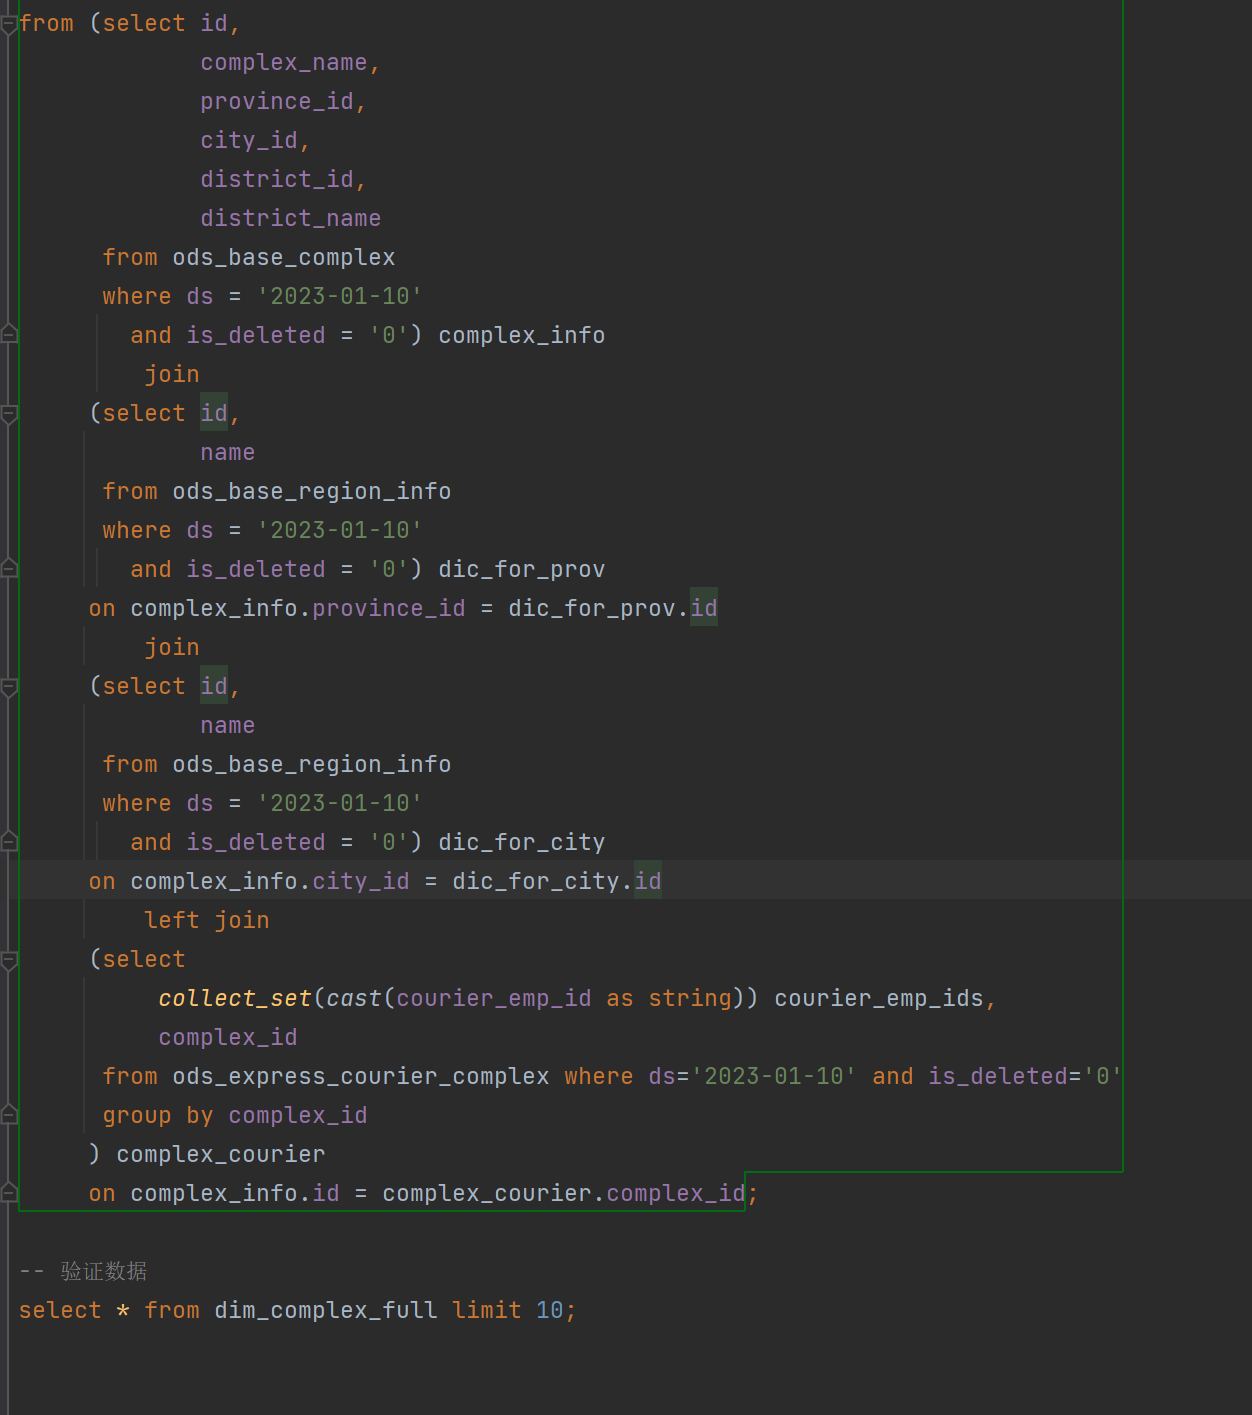 from (select id,
complex_name,
province_id,
city_id,
district_id,
district_name
from ods_base_complex
where ds = '2023-01-10'
and is_deleted = '0') complex_info
join
(select id,
name
from ods_base_region_info
where ds = '2023-01-10'
and is_deleted = '0') dic_for_prov
on complex_info.province_id = dic_for_prov.id
join
(select id,
name
from ods_base_region_info
where ds = '2023-01-10'
and is_deleted = '0') dic_for_city
on complex_info.city_id = dic_for_city.id
left join
(select
collect_set(cast(courier_emp_id as string)) courier_emp_ids,
complex_id
from ods_express_courier_complex where ds='2023-01-10' and is_deleted='0'
group by complex_id
) complex_courier
on complex_info.id = complex_courier.complex_id;
-- 验证数据
select * from dim_complex_full limit 10;